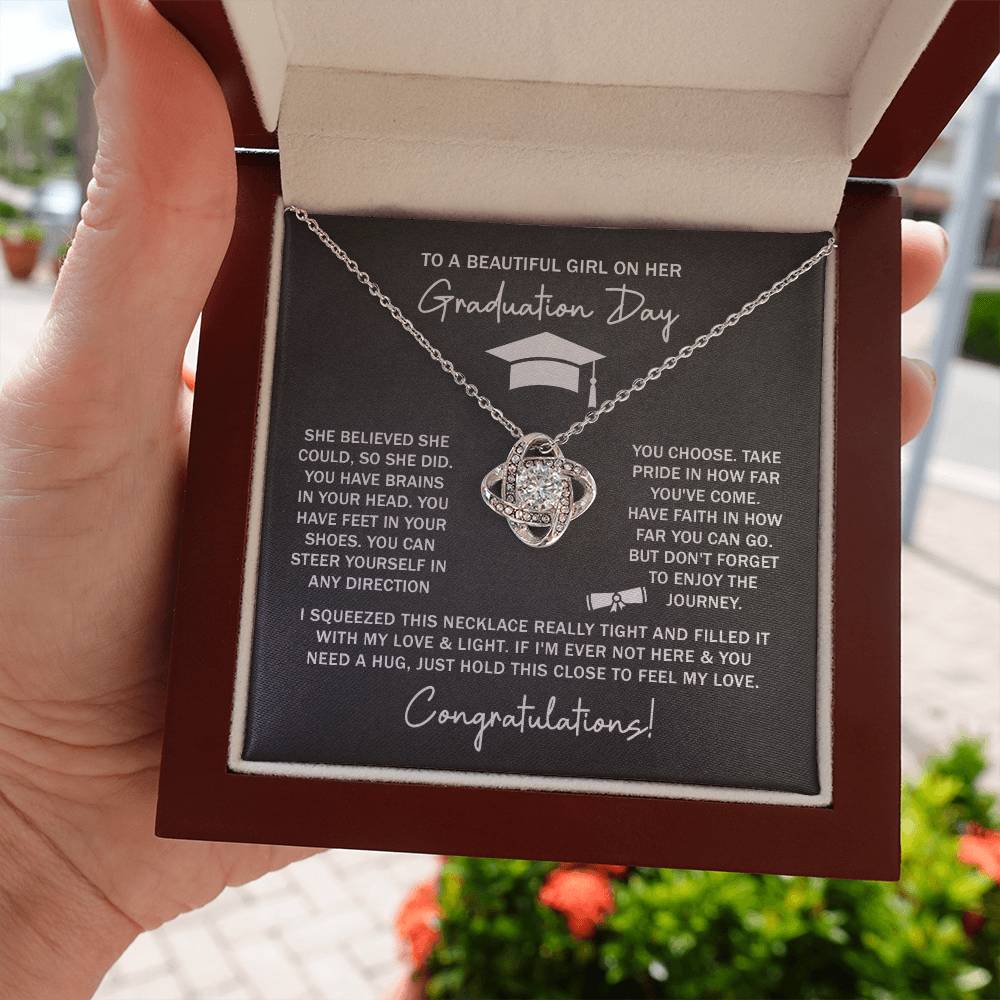 TO A BEAUTIFUL GIRL ON HER
Graduation Day
SHE BELIEVED SHE
COULD, SO SHE DID.
YOU HAVE BRAINS
IN YOUR HEAD. YOU
HAVE FEET IN YOUR
SHOES. YOU CAN
STEER YOURSELF IN
ANY DIRECTION
YOU CHOOSE. TAKE
PRIDE IN HOW FAR
YOU'VE COME.
HAVE FAITH IN HOW
FAR YOU CAN GO.
BUT DON'T FORGET
TO ENJOY THE
JOURNEY.
I SQUEEZED THIS NECKLACE REALLY TIGHT AND FILLED IT
WITH MY LOVE & LIGHT. IF I'M EVER NOT HERE & YOU
NEED A HUG, JUST HOLD THIS CLOSE TO FEEL MY LOVE.
Congratulations!